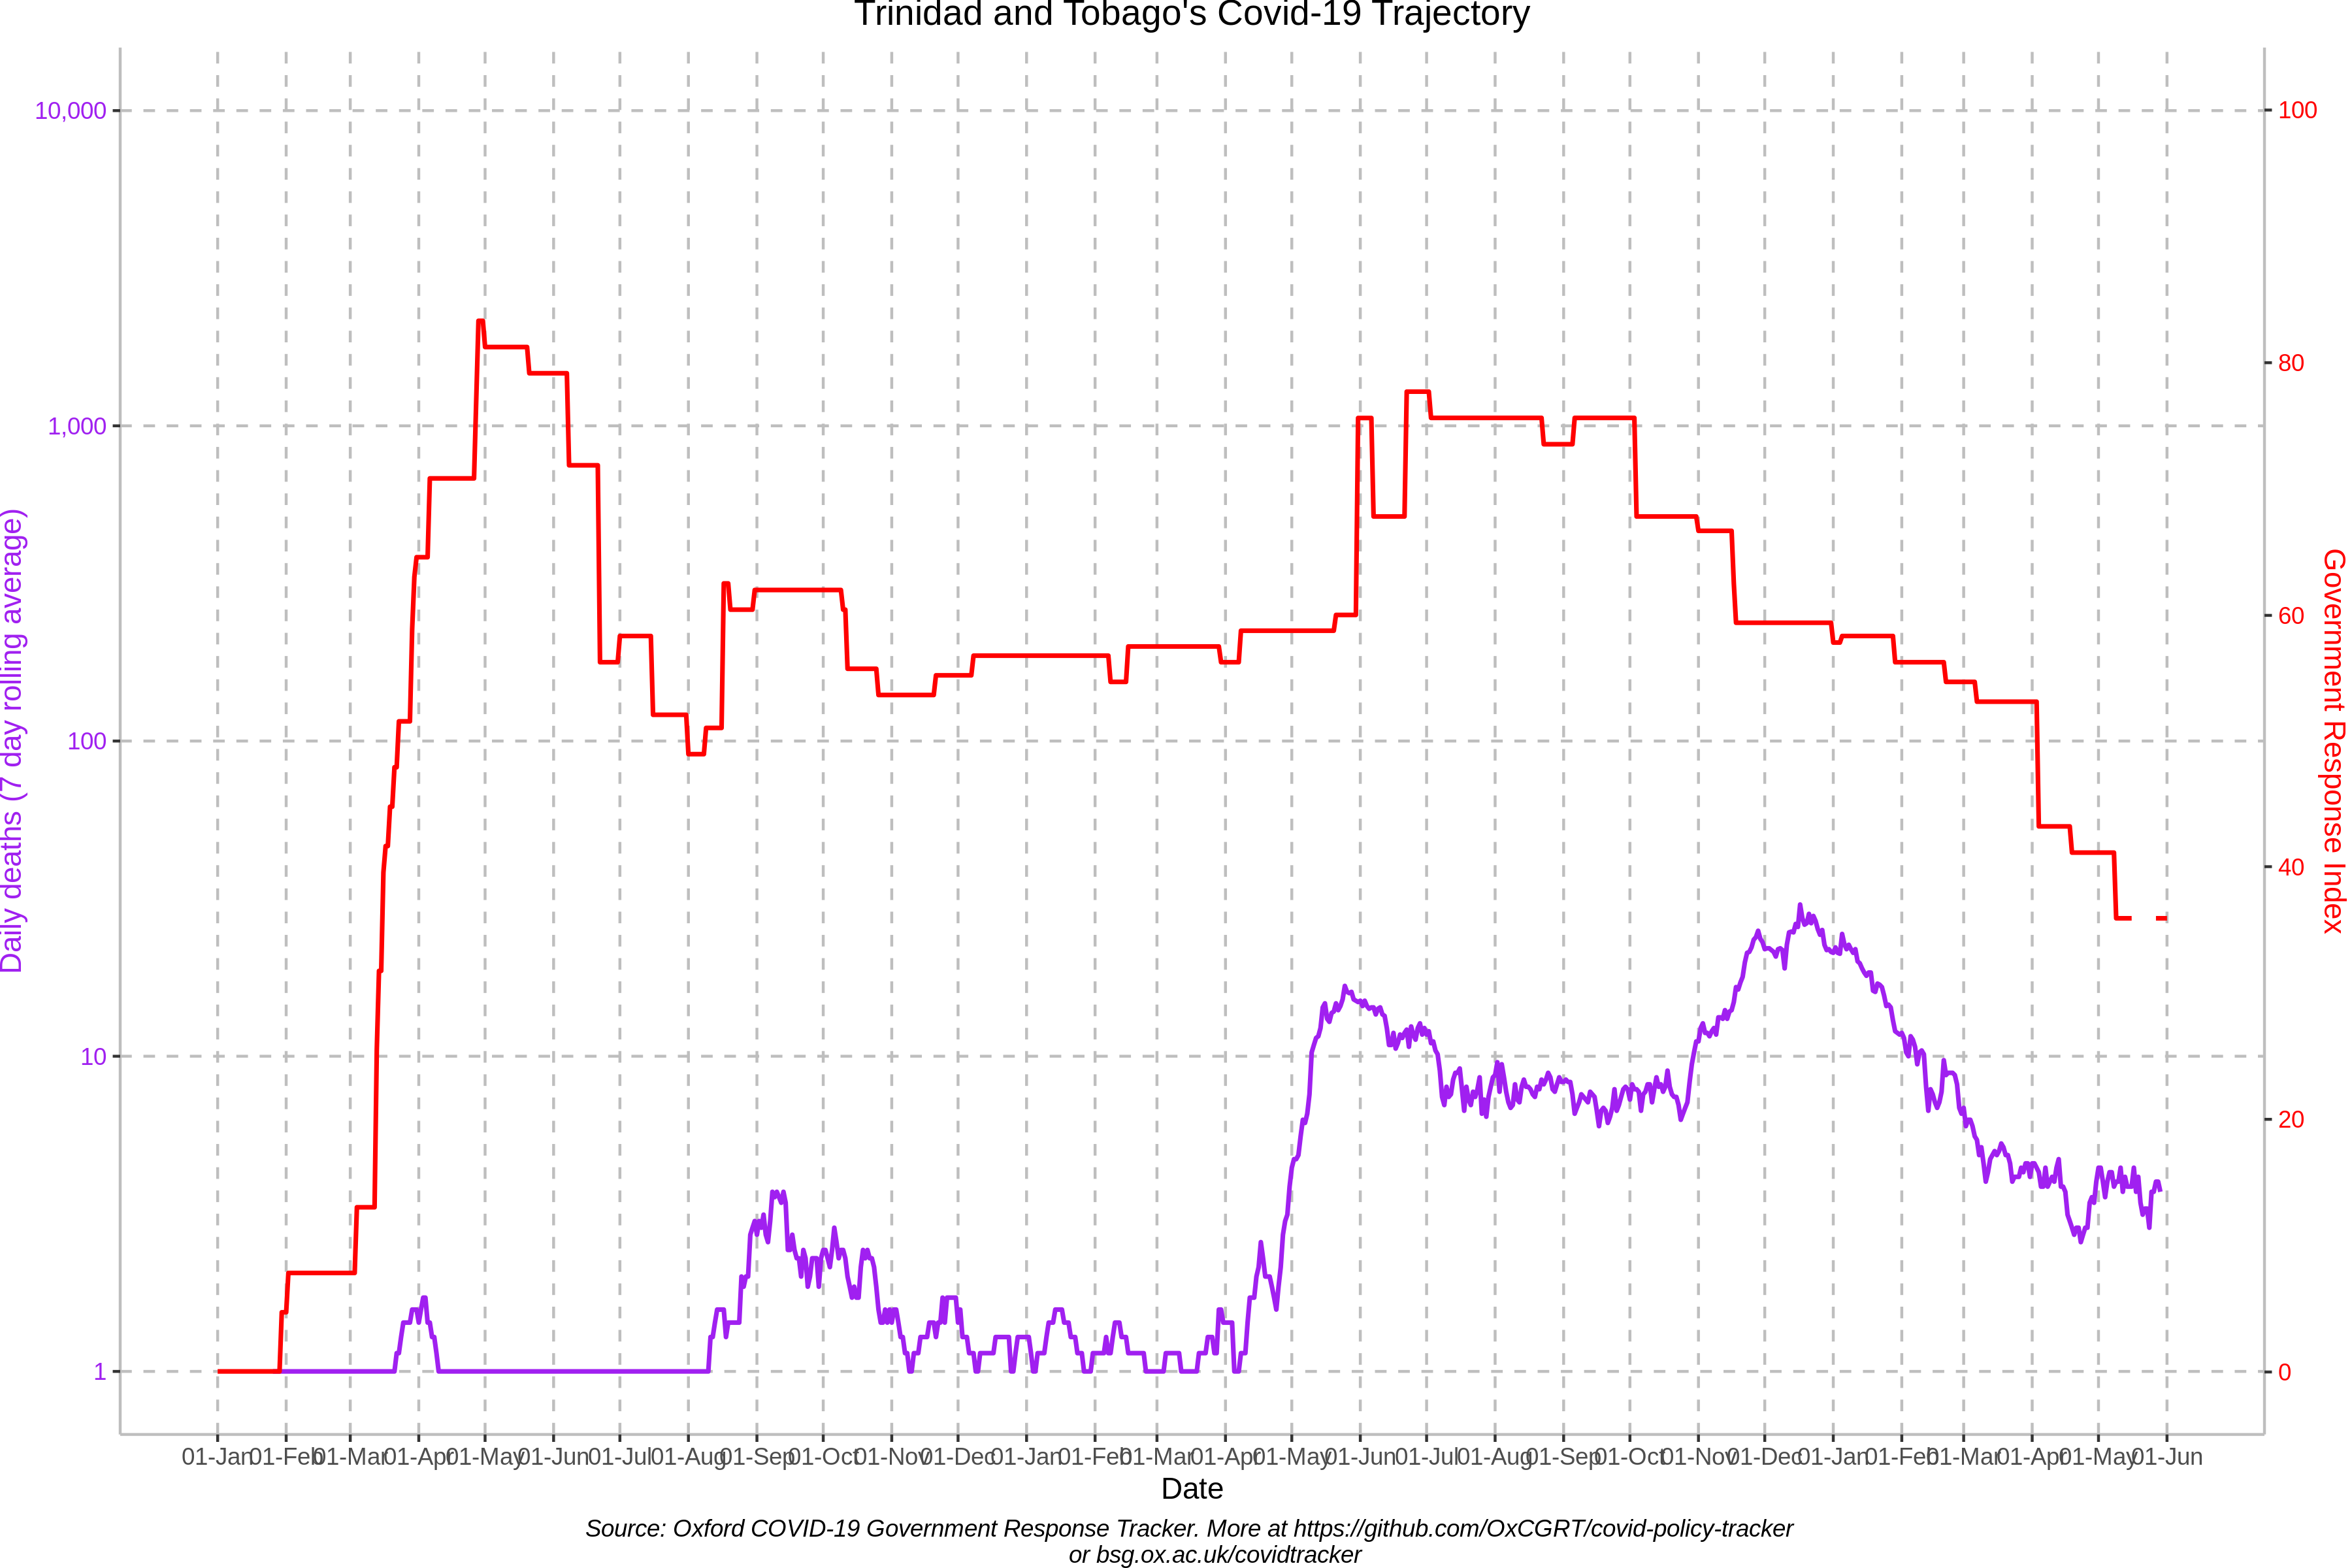 Trinidad and Tobago's Covid-19 Trajectory
10,000
1,000
100
10
1
Daily deaths (7 day rolling average)
100
80
60
40
20
0
Government Response Index
01-Jan 01-Feb 01-Mar 01-Apr 01-May 01-Jun 01-Jul 01-Aug 01-Sep 01-Oct 01-Nov 01-Dec 01-Jan 01-Feb 01-Mar 01-Apr 01-May 01-Jun 01-Jul 01-Aug 01-Sep 01-Oct 01-Nov 01-Dec 01-Jan 01-Feb 01-Mar 01-Apr 01-May 01-Jun
Date
Source: Oxford COVID-19 Government Response Tracker. More at https://github.com/OxCGRT/covid-policy-tracker
or bsg.ox.ac.uk/covidtracker